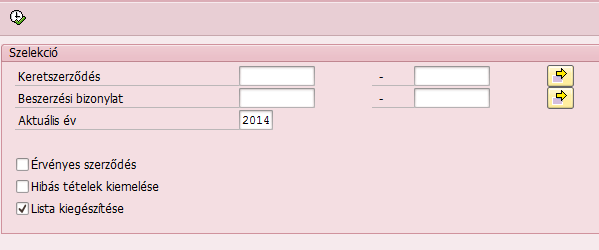 Szelekció
Keretszerződés -
Beszerzési bizonylat -
Aktuális év 2014
Érvényes szerződés
Hibás tételek kiemelése
Lista kiegészítése